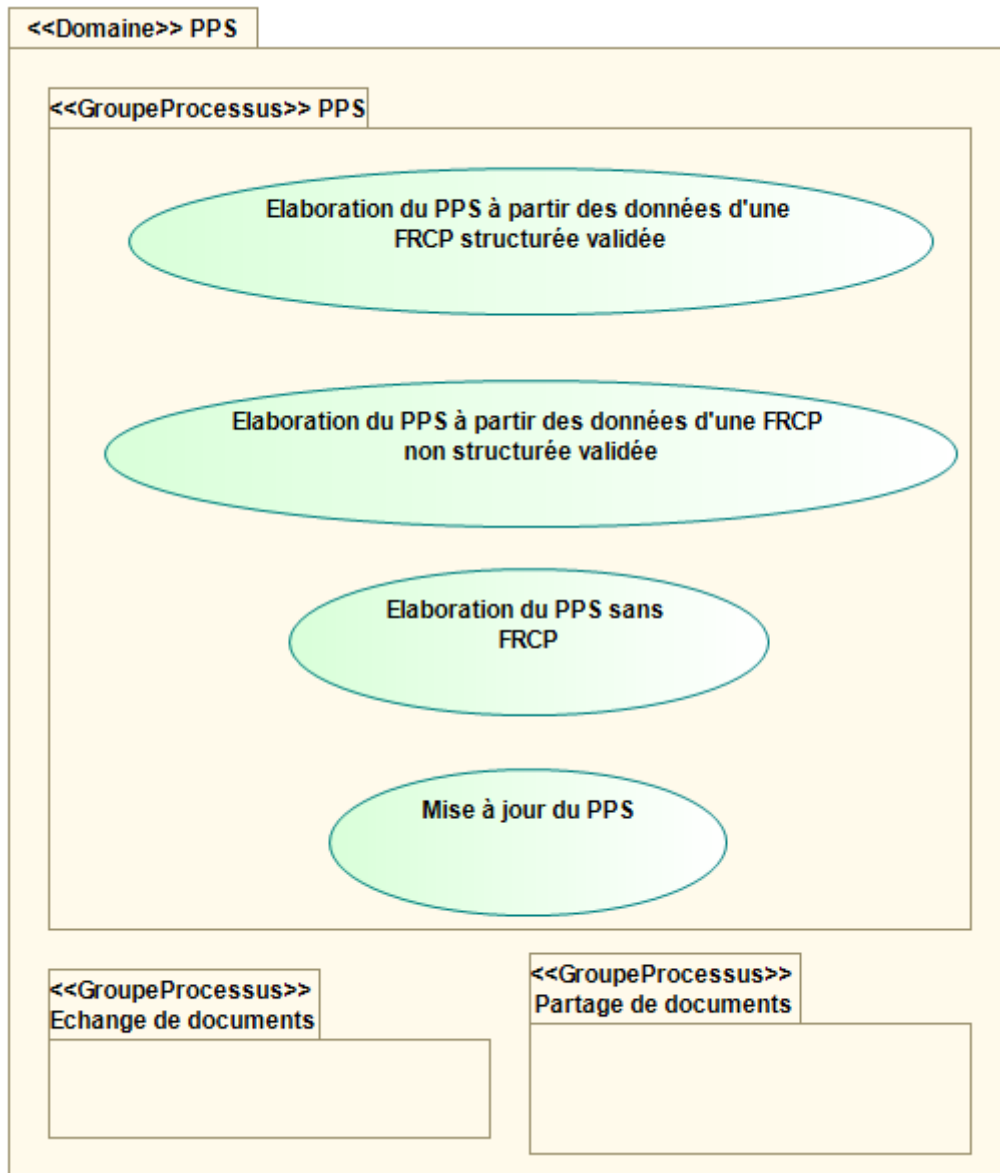 <<Domaine>> PPS
<<GroupeProcessus>> PPS
Elaboration du PPS à partir des données d'une
FRCP structurée validée
Elaboration du PPS à partir des données d'une FRCP
non structurée validée
Elaboration du PPS sans
FRCP
Mise à jour du PPS
<<GroupeProcessus>>
Echange de documents
<<GroupeProcessus>>
Partage de documents